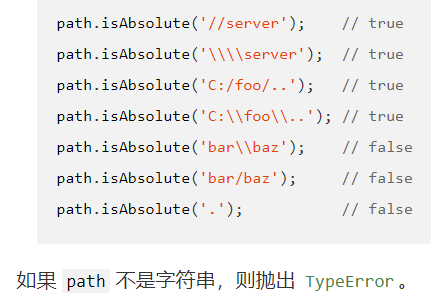 path.isAbsolute('//server');    // true
path.isAbsolute('\\\\server');  // true
path.isAbsolute('C:/foo/..');   // true
path.isAbsolute('C:\\foo\\..'); // true
path.isAbsolute('bar\\baz');    // false
path.isAbsolute('bar/baz');     // false
path.isAbsolute('.');           // false
如果 path 不是字符串，则抛出 TypeError。